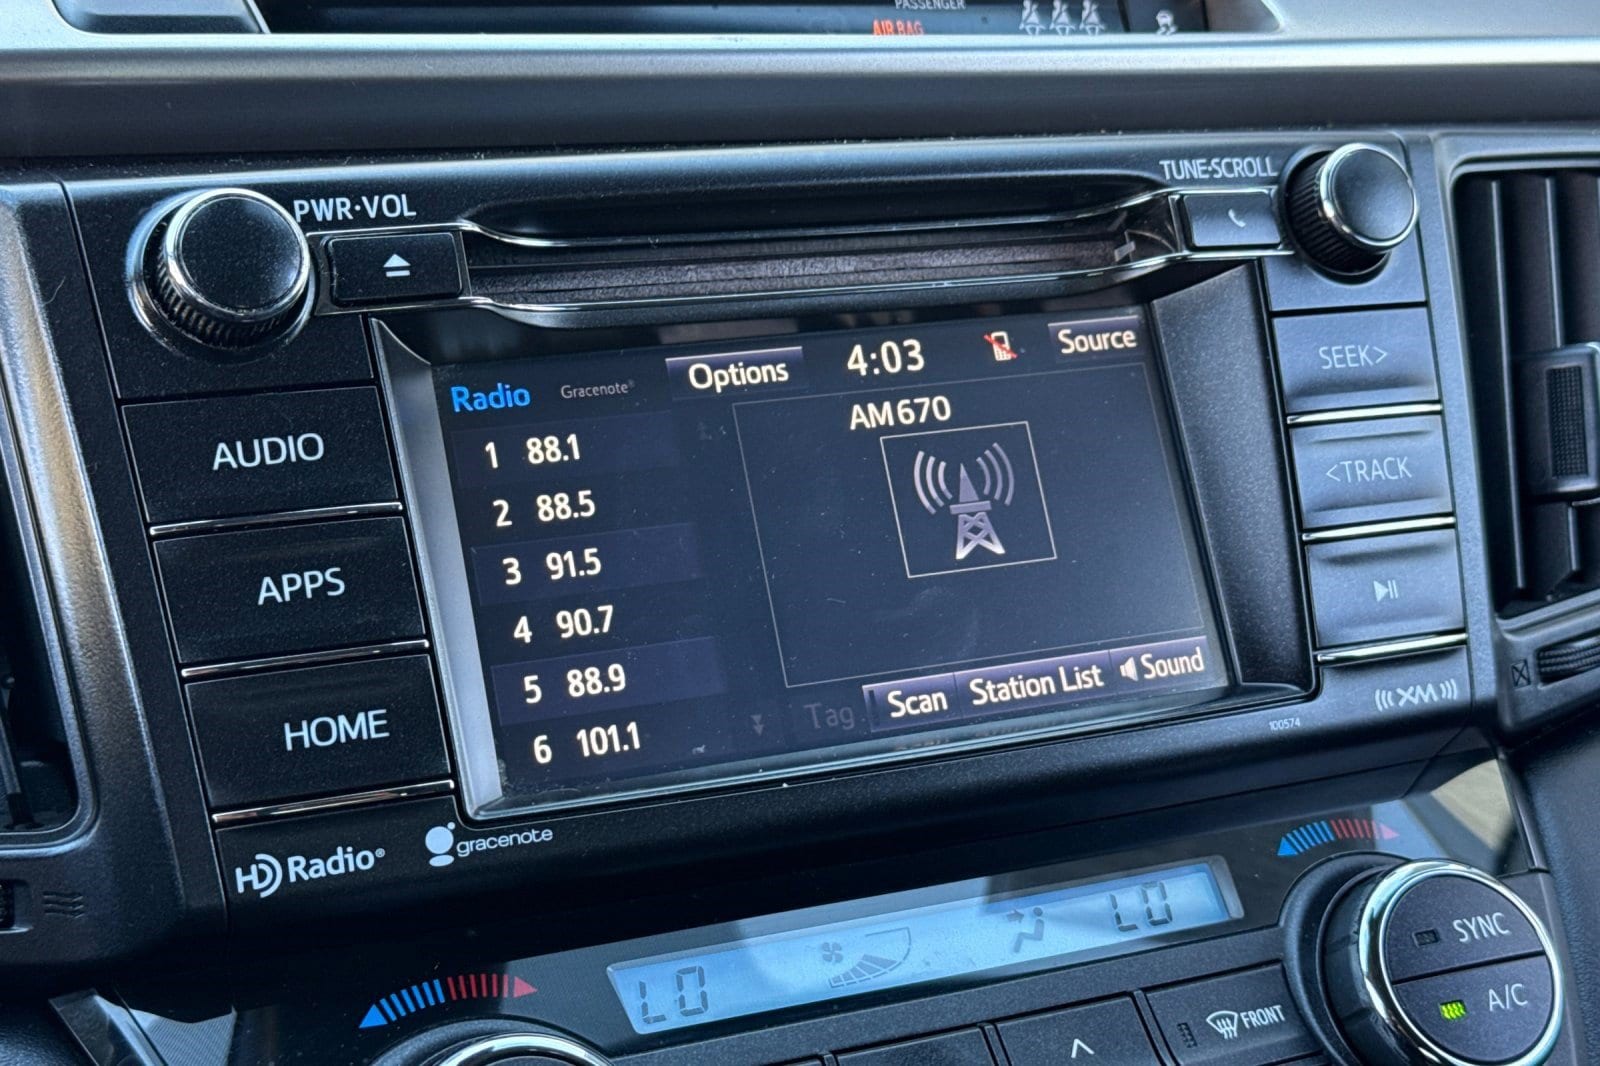 PASSENGER
AIR BAG
PWR·VOL
TUNE·SCROLL
AUDIO
APPS
HOME
Radio
Gracenote®
Options
4:03
Source
AM670
1 88.1
2 88.5
3 91.5
4 90.7
5 88.9
6 101.1
Tag
Scan
Station List
Sound
SEEK>
<TRACK
XM
100574
HD Radio®
gracenote
LO
LO
SYNC
A/C
FRONT